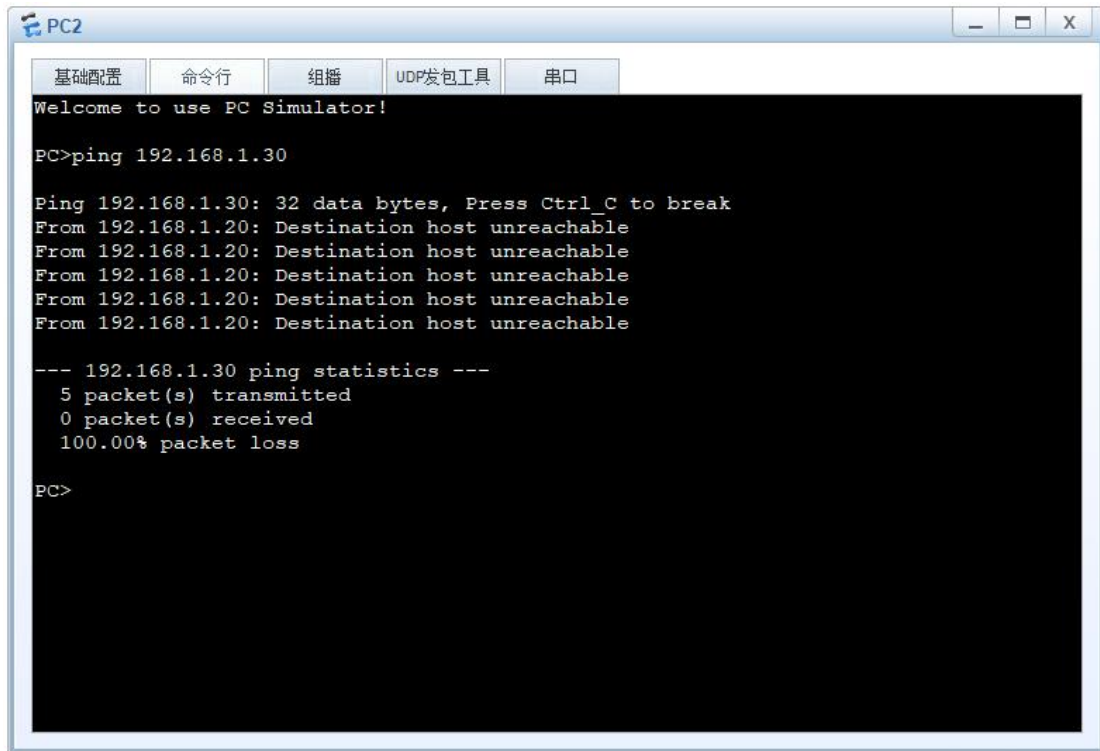 PC2
基础配置 命令行 组播 UDP发包工具 串口
Welcome to use PC Simulator!
PC>ping 192.168.1.30
Ping 192.168.1.30: 32 data bytes, Press Ctrl_C to break
From 192.168.1.20: Destination host unreachable
From 192.168.1.20: Destination host unreachable
From 192.168.1.20: Destination host unreachable
From 192.168.1.20: Destination host unreachable
From 192.168.1.20: Destination host unreachable
--- 192.168.1.30 ping statistics ---
5 packet(s) transmitted
0 packet(s) received
100.00% packet loss
PC>